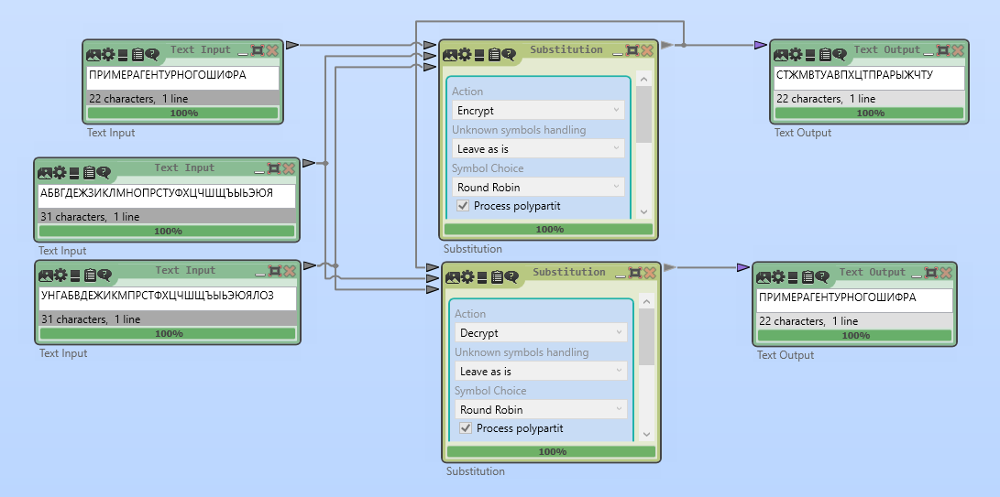 Text Input
ПРИМЕРАГЕНТУРНОГОШИФРА
22 characters, 1 line
100%
Text Input
Text Input
АБВГДЕЖЗИКЛМНОПРСТУФХЦЧШЩЪЫЬЭЮЯ
31 characters, 1 line
100%
Text Input
Text Input
УНГАБВДЕЖИКМПРСТФХЦЧШЩЪЫЬЭЮЯЛОЗ
31 characters, 1 line
100%
Text Input
Substitution
Action
Encrypt
Unknown symbols handling
Leave as is
Symbol Choice
Round Robin
Process polypartit
100%
Substitution
Substitution
Action
Decrypt
Unknown symbols handling
Leave as is
Symbol Choice
Round Robin
Process polypartit
100%
Substitution
Text Output
СТЖМВТУАВПХЦТПРАРЫЖЧТУ
22 characters, 1 line
100%
Text Output
Text Output
ПРИМЕРАГЕНТУРНОГОШИФРА
22 characters, 1 line
100%
Text Output